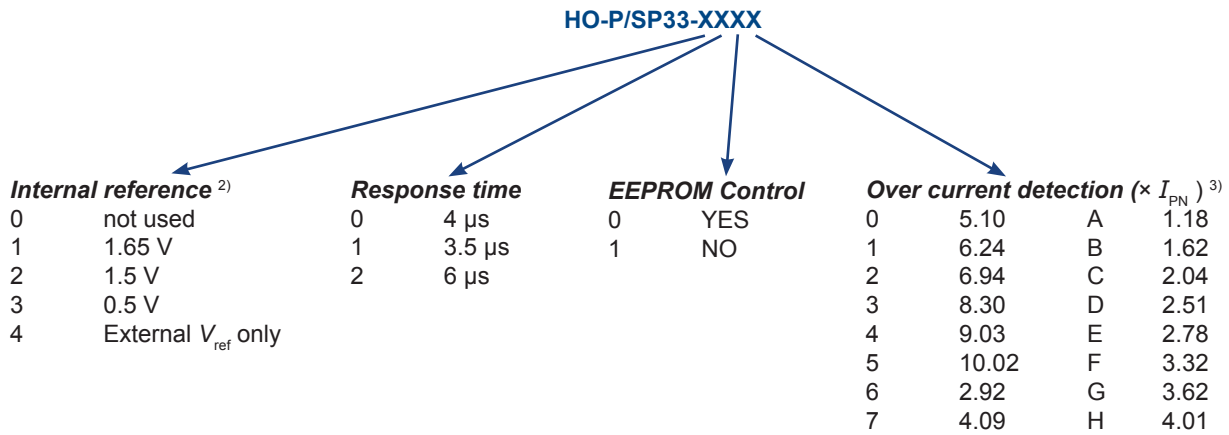 HO-P/SP33-XXXX
Internal reference 2)
0 not used
1 1.65 V
2 1.5 V
3 0.5 V
4 External Vref only
Response time
0 4 µs
1 3.5 µs
2 6 µs
EEPROM Control
0 YES
1 NO
Over current detection (× IPN ) 3)
0 5.10 A 1.18
1 6.24 B 1.62
2 6.94 C 2.04
3 8.30 D 2.51
4 9.03 E 2.78
5 10.02 F 3.32
6 2.92 G 3.62
7 4.09 H 4.01